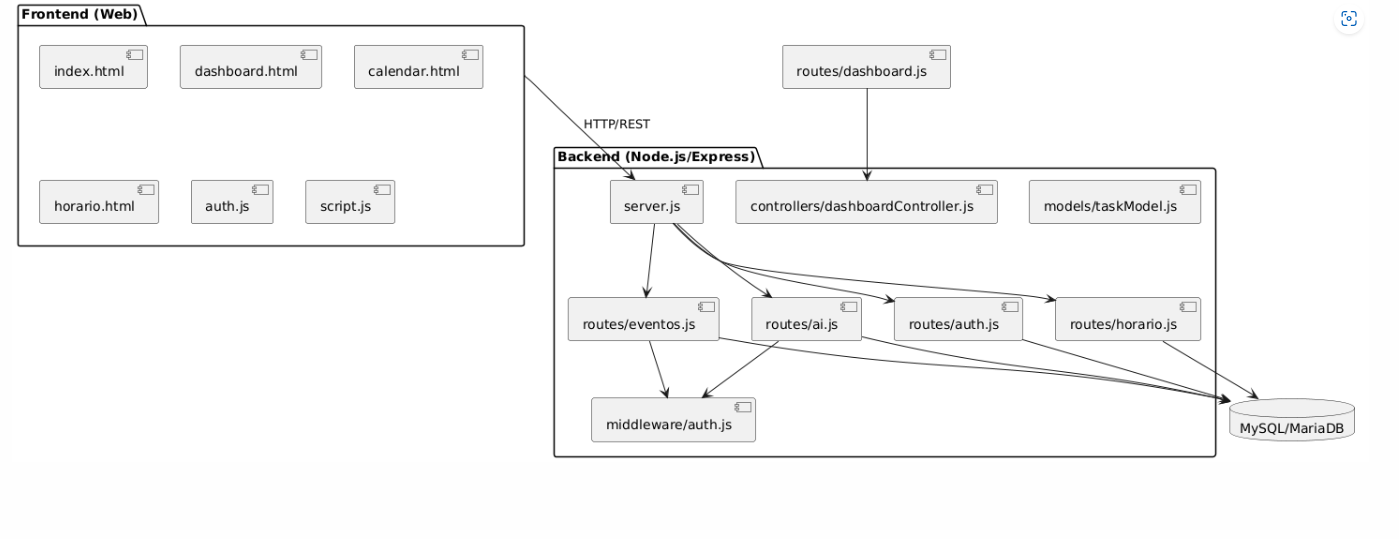 Frontend (Web)
index.html
dashboard.html
calendar.html
routes/dashboard.js
HTTP/REST
horario.html
auth.js
script.js
Backend (Node.js/Express)
server.js
controllers/dashboardController.js
models/taskModel.js
routes/eventos.js
routes/ai.js
routes/auth.js
routes/horario.js
middleware/auth.js
MySQL/MariaDB